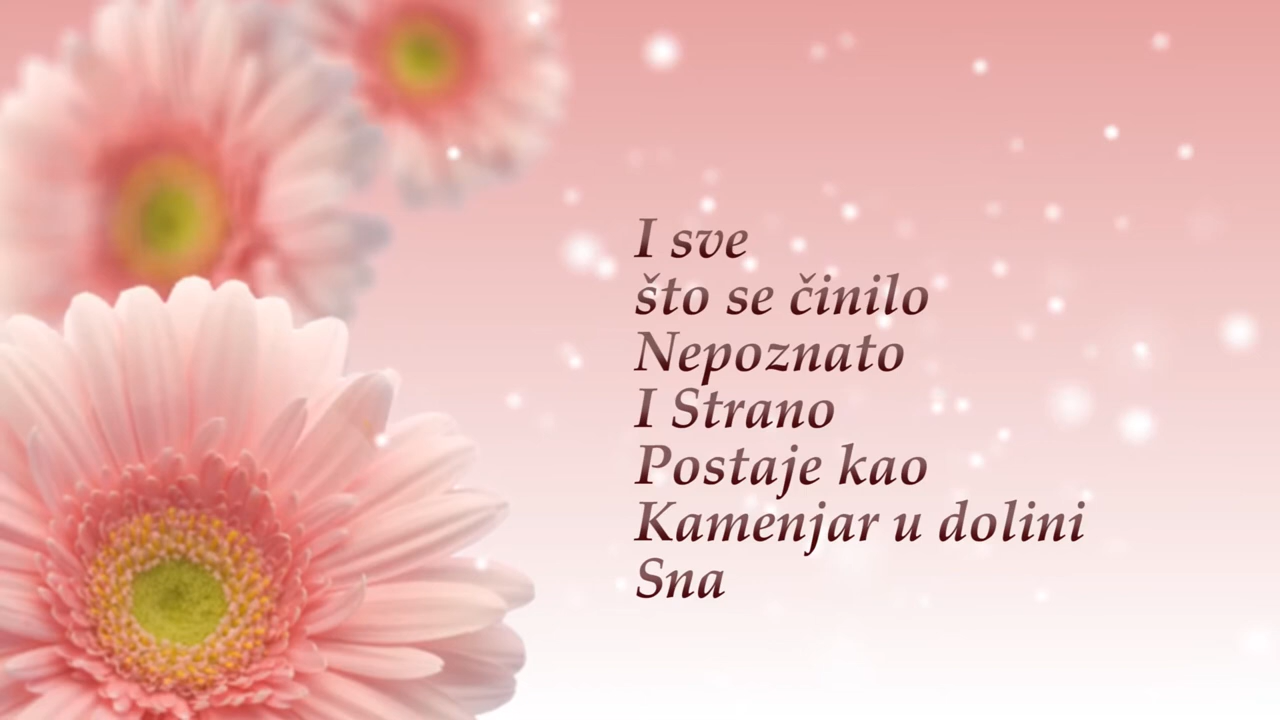 I sve
što se činilo
Nepoznato
I Strano
Postaje kao
Kamenjar u dolini
Sna